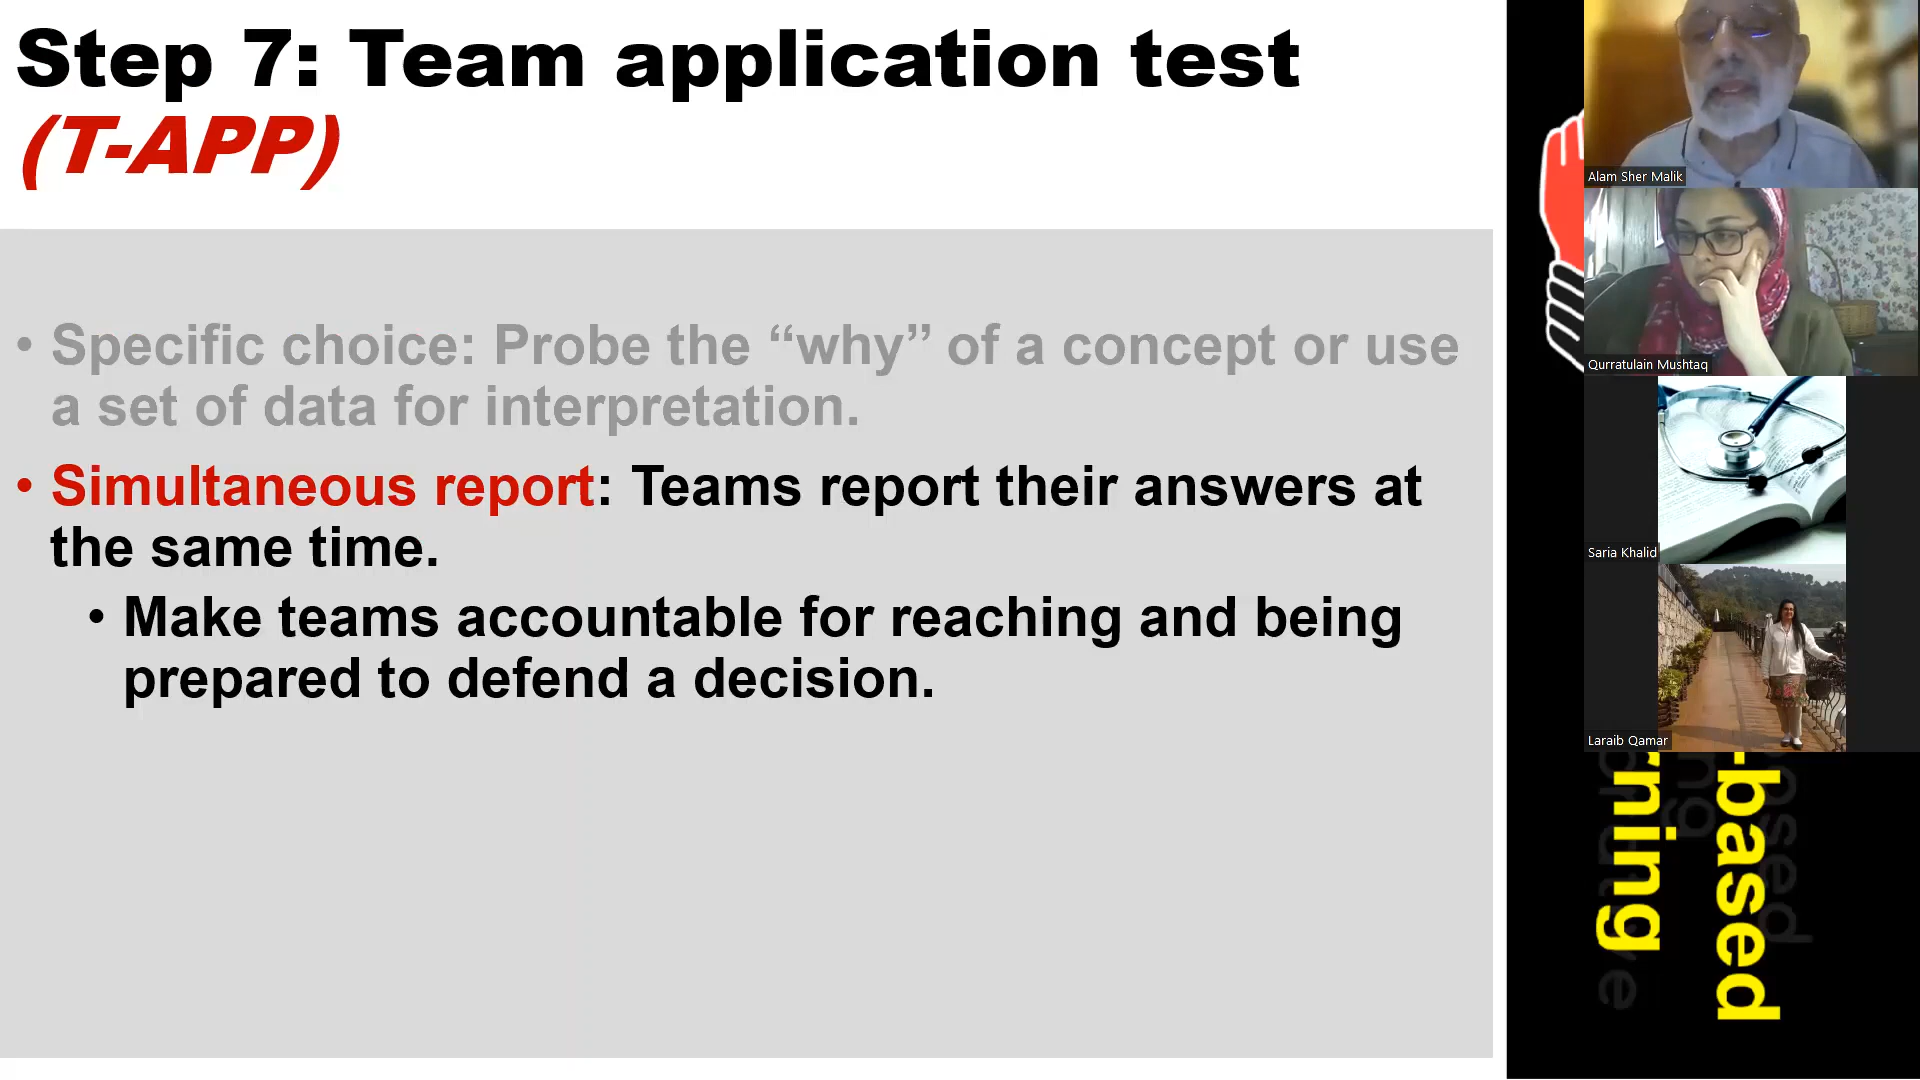 Step 7: Team application test
(T-APP)
• Specific choice: Probe the “why” of a concept or use
a set of data for interpretation.
• Simultaneous report: Teams report their answers at
the same time.
• Make teams accountable for reaching and being
prepared to defend a decision.
Alam Sher Malik
Qurratulain Mushtaq
Saria Khalid
Laraib Qamar
-based
rning